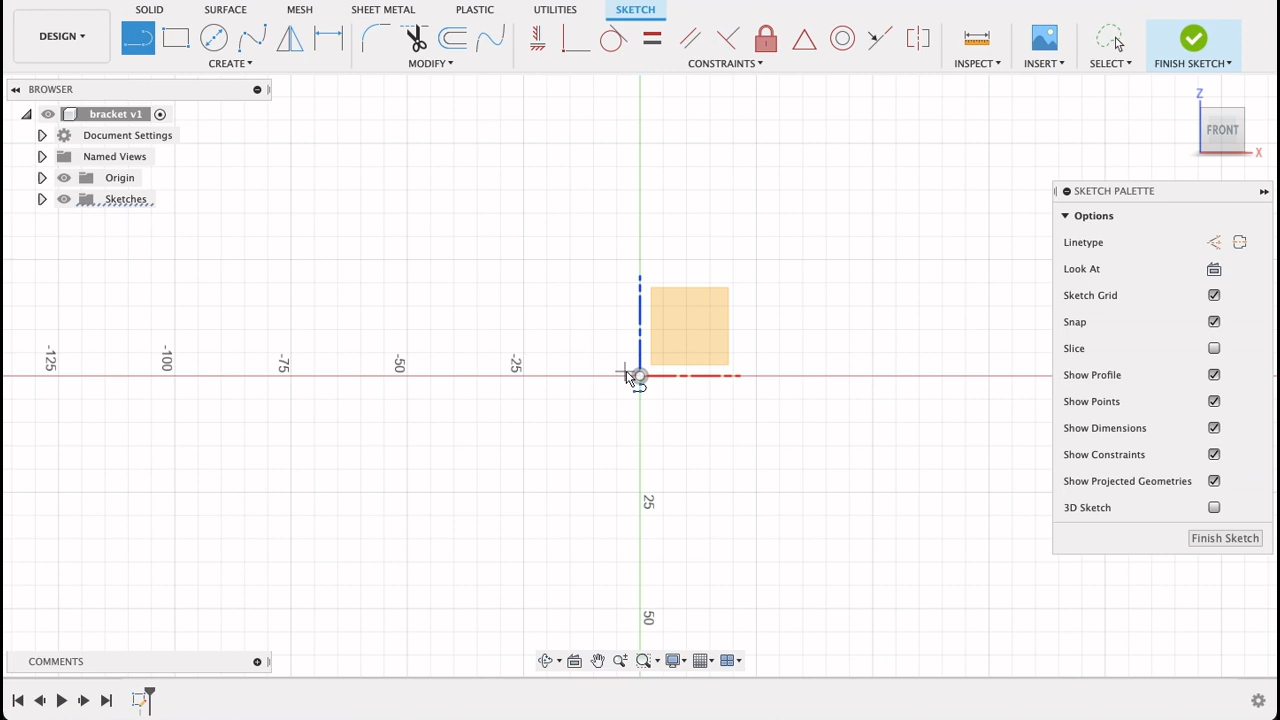 SOLID SURFACE MESH SHEET METAL PLASTIC UTILITIES SKETCH
DESIGN
CREATE MODIFY CONSTRAINTS INSPECT INSERT SELECT FINISH SKETCH
BROWSER
bracket v1
Document Settings
Named Views
Origin
Sketches
Z
FRONT
X
-125
-100
-75
-50
-25
25
50
SKETCH PALETTE
Options
Linetype
Look At
Sketch Grid
Snap
Slice
Show Profile
Show Points
Show Dimensions
Show Constraints
Show Projected Geometries
3D Sketch
Finish Sketch
COMMENTS